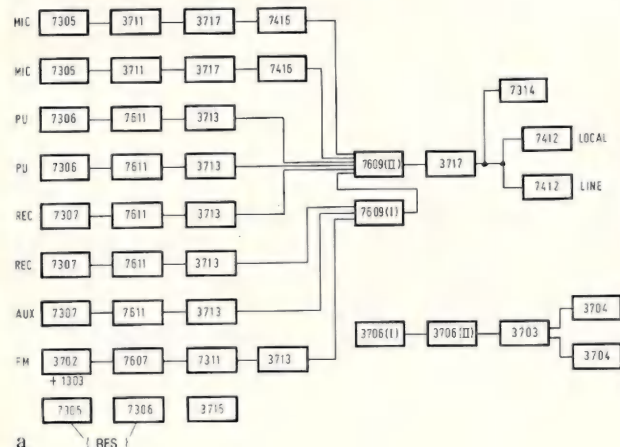 MIC 7305 3711 3717 7415
MIC 7305 3711 3717 7415
7314
PU 7306 7611 3713
7412 LOCAL
PU 7306 7611 3713 7609(II) 3717
7412 LINE
REC 7307 7611 3713
7609(I)
REC 7307 7611 3713
AUX 7307 7611 3713
3704
3706(I) 3706(II) 3703
3704
FM 3702 7607 7311 3713
+ 1303
7305 7306 3715
a (RES)